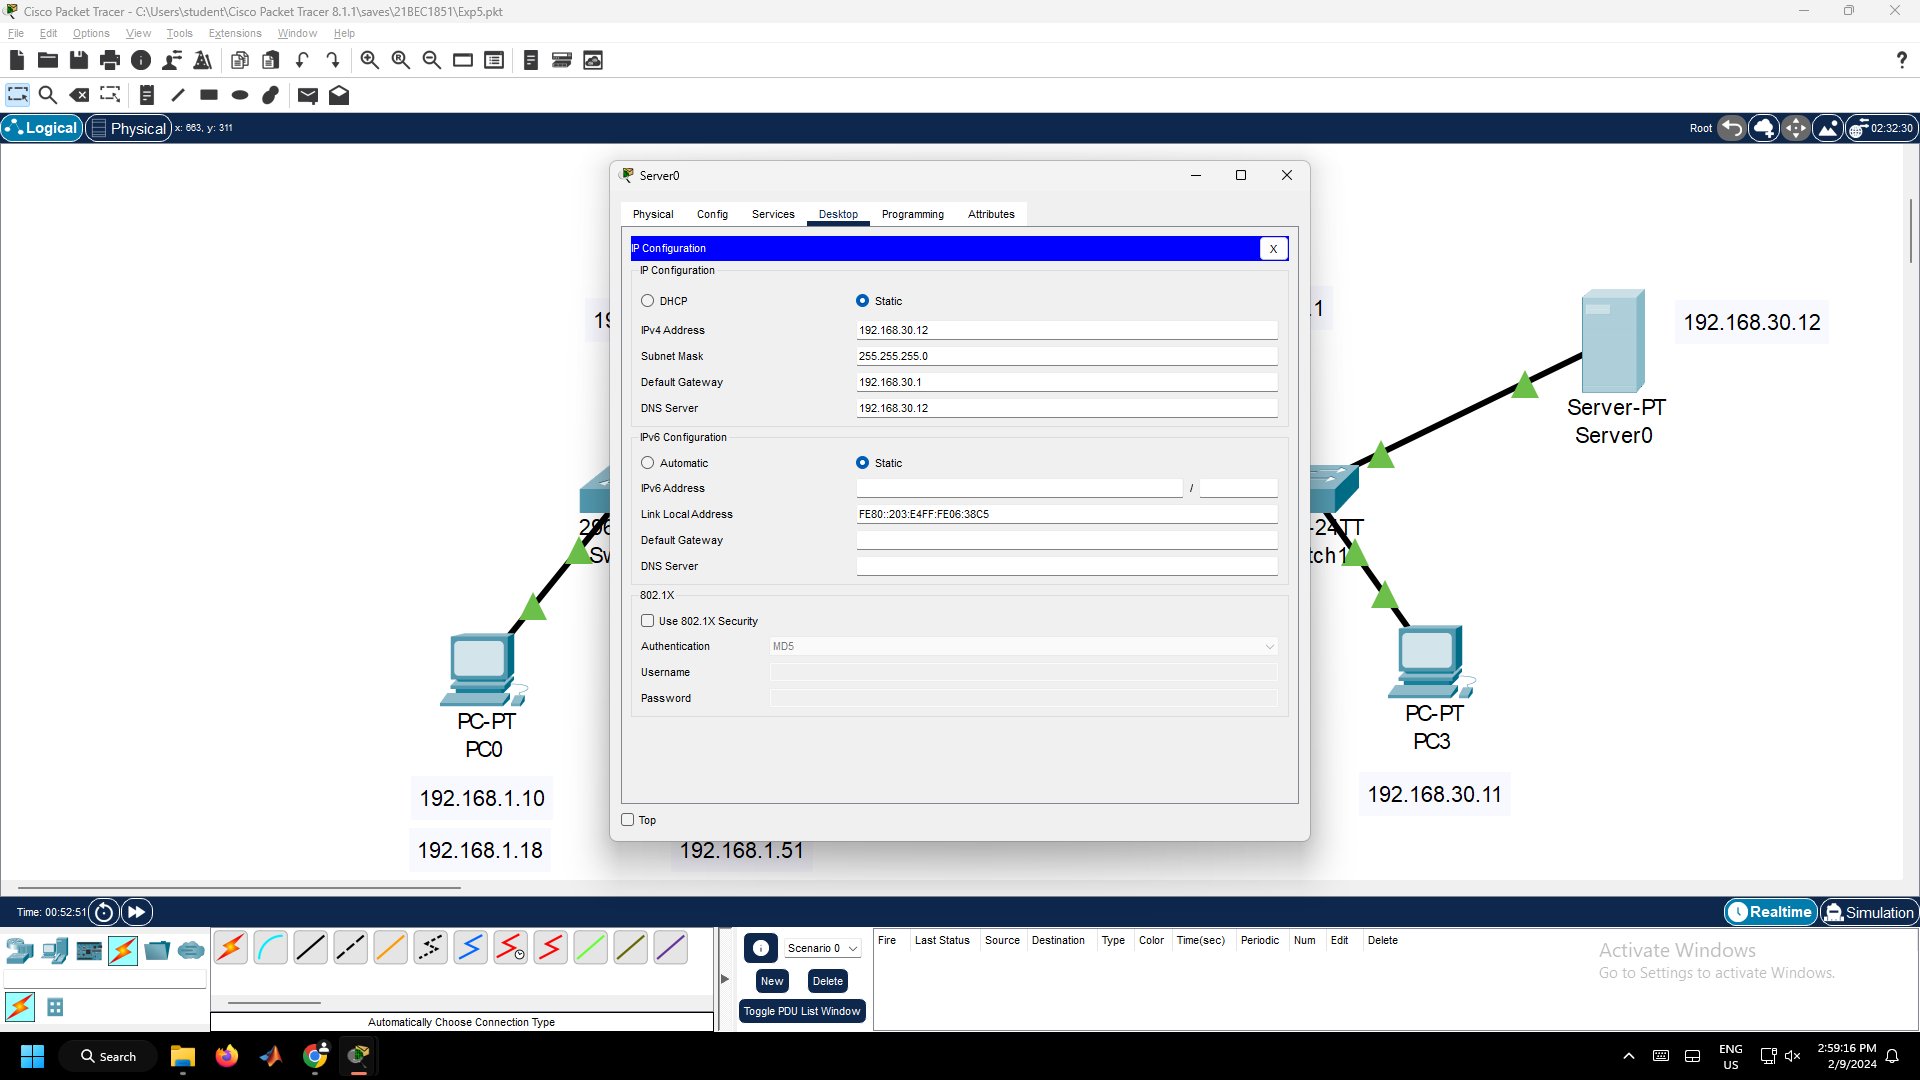 Cisco Packet Tracer - C:\Users\student\Cisco Packet Tracer 8.1.1\saves\21BEC1851\Exp5.pkt
File Edit Options View Tools Extensions Window Help
Logical Physical x: 663, y: 311 Root 02:32:30
Server0
Physical Config Services Desktop Programming Attributes
IP Configuration X
IP Configuration
DHCP Static
IPv4 Address 192.168.30.12
Subnet Mask 255.255.255.0
Default Gateway 192.168.30.1
DNS Server 192.168.30.12
IPv6 Configuration
Automatic Static
IPv6 Address /
Link Local Address FE80::203:E4FF:FE06:38C5
Default Gateway
DNS Server
802.1X
Use 802.1X Security
Authentication MD5
Username
Password
Top
.1
192.168.30.12
Server-PT
Server0
-24TT
tch1
PC-PT
PC0
192.168.1.10
192.168.1.18
192.168.1.51
PC-PT
PC3
192.168.30.11
Time: 00:52:51 Realtime Simulation
Scenario 0
New Delete
Toggle PDU List Window
Fire Last Status Source Destination Type Color Time(sec) Periodic Num Edit Delete
Activate Windows
Go to Settings to activate Windows.
Automatically Choose Connection Type
Search
ENG
US
2:59:16 PM
2/9/2024